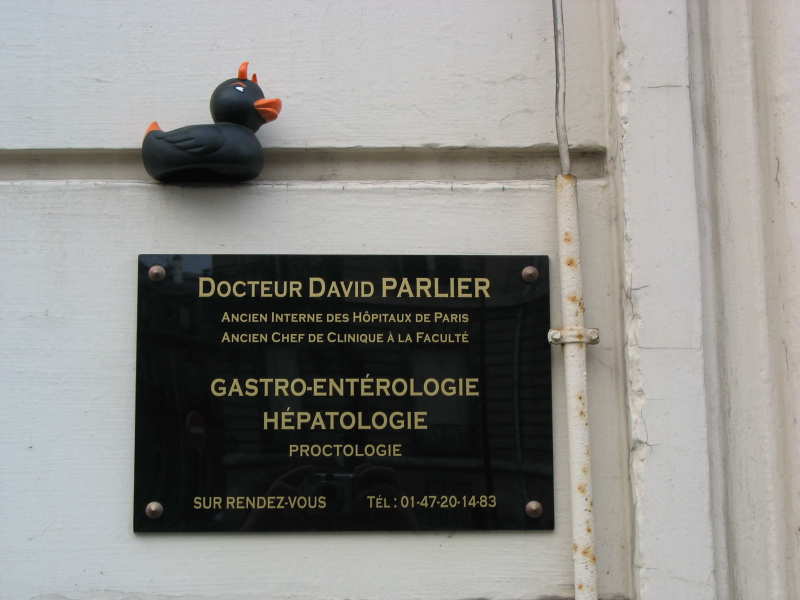 DOCTEUR DAVID PARLIER
ANCIEN INTERNE DES HÔPITAUX DE PARIS
ANCIEN CHEF DE CLINIQUE À LA FACULTÉ
GASTRO-ENTÉROLOGIE
HÉPATOLOGIE
PROCTOLOGIE
SUR RENDEZ-VOUS TÉL : 01-47-20-14-83